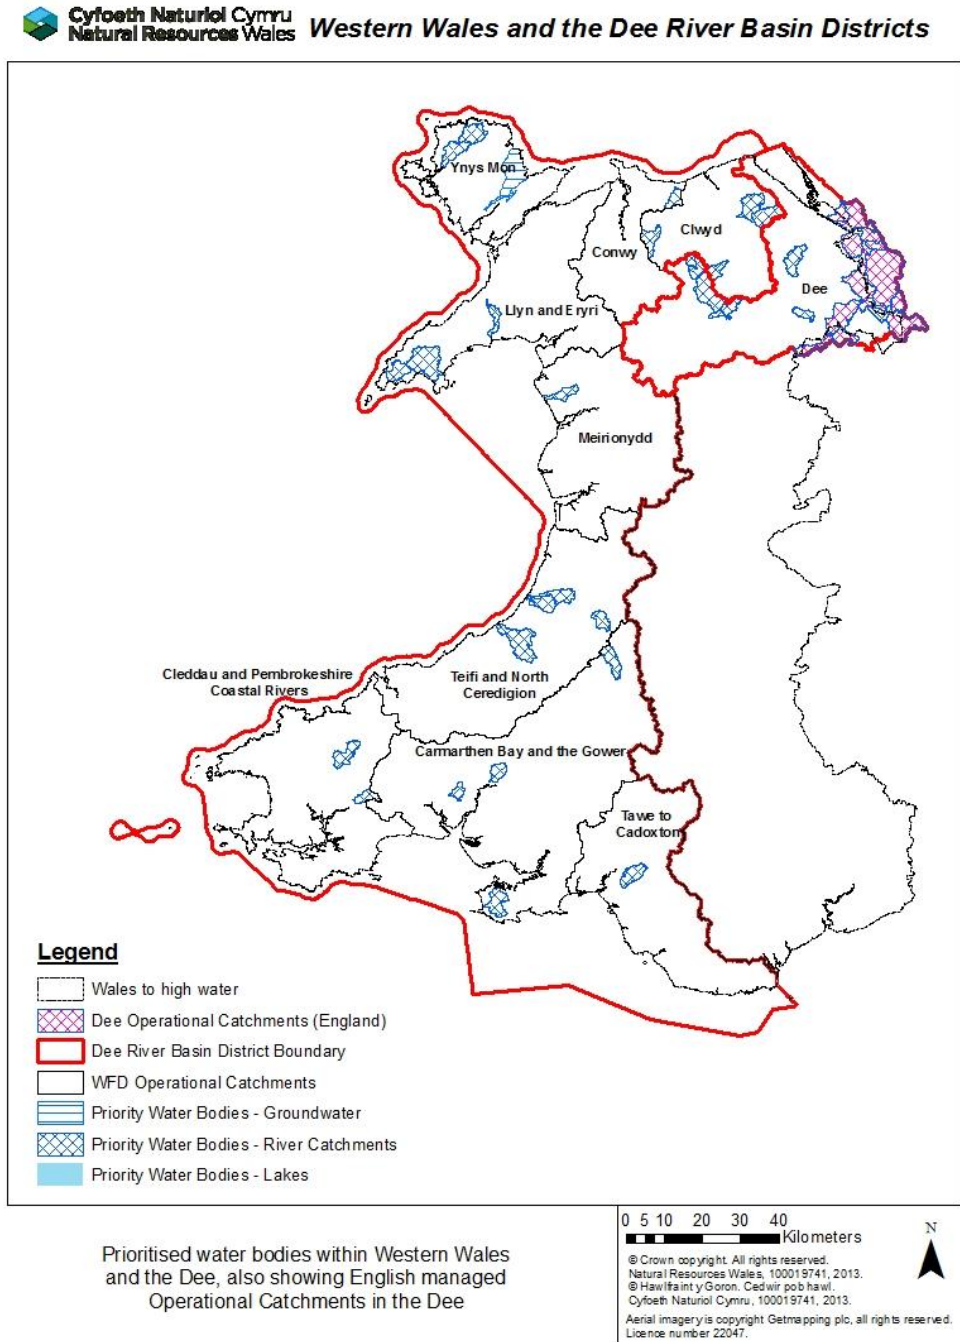 Cyfoeth Naturiol Cymru
Natural Resources Wales
Western Wales and the Dee River Basin Districts
Ynys Mon
Clwyd
Conwy
Dee
Llyn and Eryri
Meirionydd
Cleddau and Pembrokeshire
Coastal Rivers
Teifi and North
Ceredigion
Carmarthen Bay and the Gower
Tawe to
Cadoxton
Legend
Wales to high water
Dee Operational Catchments (England)
Dee River Basin District Boundary
WFD Operational Catchments
Priority Water Bodies - Groundwater
Priority Water Bodies - River Catchments
Priority Water Bodies - Lakes
Prioritised water bodies within Western Wales
and the Dee, also showing English managed
Operational Catchments in the Dee
0 5 10 20 30 40
Kilometers
N
© Crown copyright. All rights reserved.
Natural Resources Wales, 100019741, 2013.
© Hawlfraint y Goron. Cedwir pob hawl.
Cyfoeth Naturiol Cymru, 100019741, 2013.
Aerial imagery is copyright Getmapping plc, all rights reserved.
Licence number 22047.